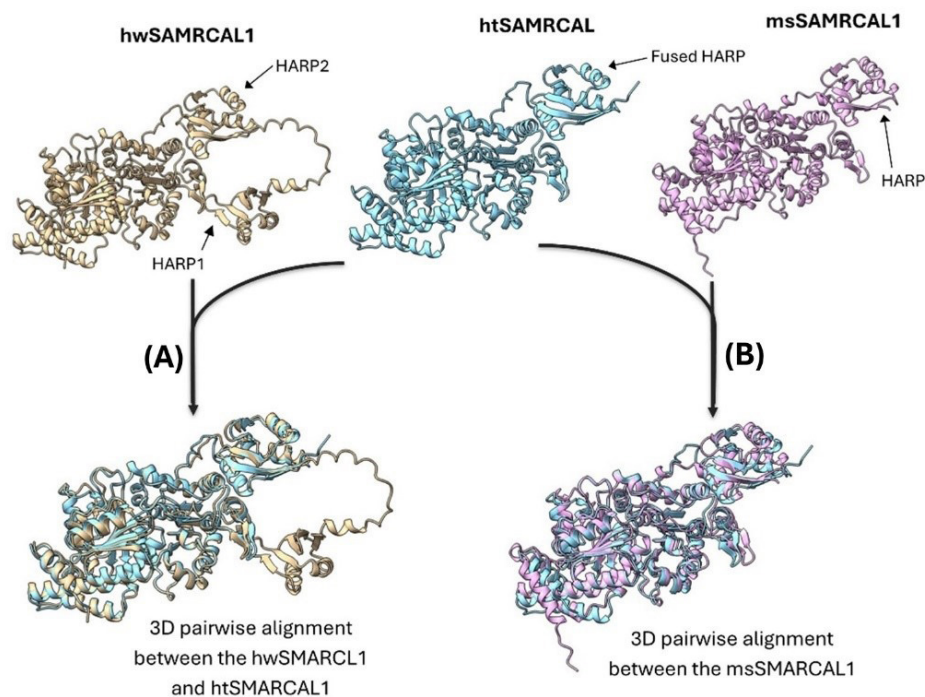 hwSAMRCAL1
htSAMRCAL
msSAMRCAL1
HARP2
Fused HARP
HARP
HARP1
(A)
(B)
3D pairwise alignment
between the hwSMARCL1
and htSMARCAL1
3D pairwise alignment
between the msSMARCAL1